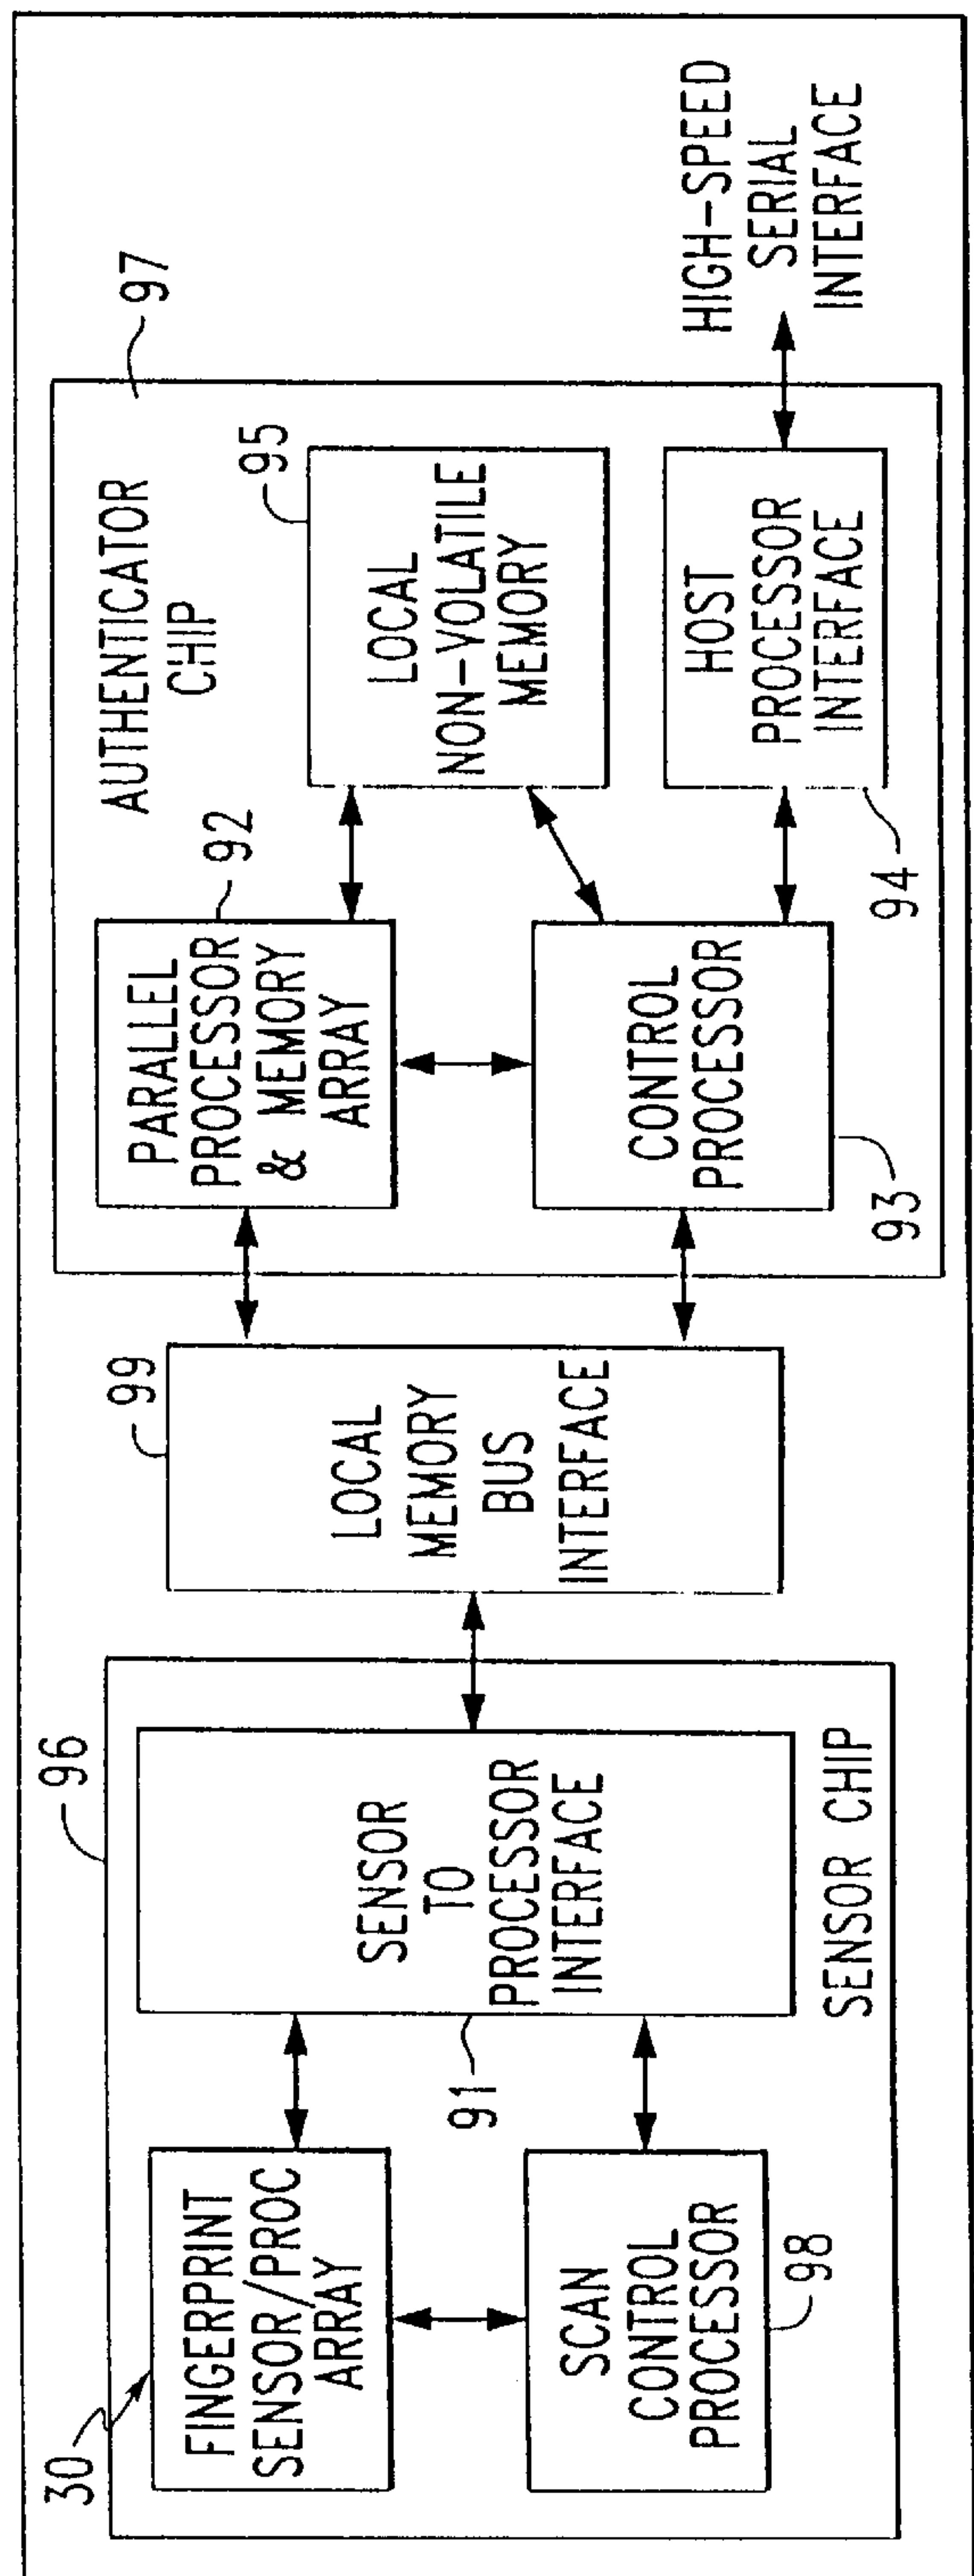 96
30
FINGERPRINT
SENSOR/PROC
ARRAY
SCAN
CONTROL
PROCESSOR
98
SENSOR
TO
PROCESSOR
INTERFACE
91
SENSOR CHIP
99
LOCAL
MEMORY
BUS
INTERFACE
97
AUTHENTICATOR
CHIP
92
PARALLEL
PROCESSOR
& MEMORY
ARRAY
95
LOCAL
NON-VOLATILE
MEMORY
CONTROL
PROCESSOR
93
HOST
PROCESSOR
INTERFACE
94
HIGH-SPEED
SERIAL
INTERFACE